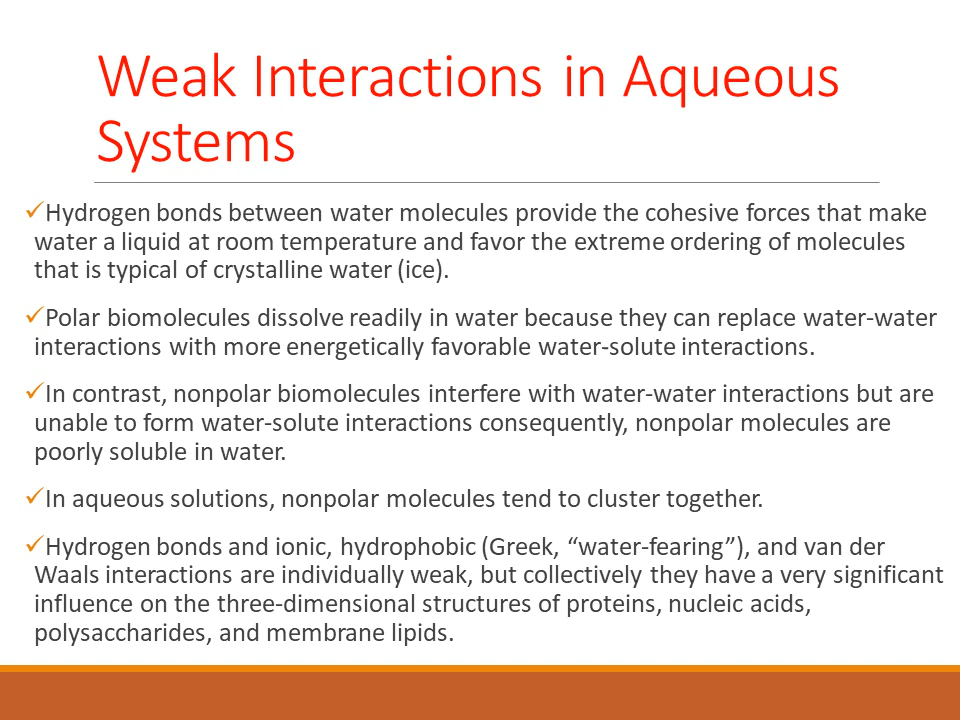 Weak Interactions in Aqueous
Systems
✓Hydrogen bonds between water molecules provide the cohesive forces that make
water a liquid at room temperature and favor the extreme ordering of molecules
that is typical of crystalline water (ice).
✓Polar biomolecules dissolve readily in water because they can replace water-water
interactions with more energetically favorable water-solute interactions.
✓In contrast, nonpolar biomolecules interfere with water-water interactions but are
unable to form water-solute interactions consequently, nonpolar molecules are
poorly soluble in water.
✓In aqueous solutions, nonpolar molecules tend to cluster together.
✓Hydrogen bonds and ionic, hydrophobic (Greek, “water-fearing”), and van der
Waals interactions are individually weak, but collectively they have a very significant
influence on the three-dimensional structures of proteins, nucleic acids,
polysaccharides, and membrane lipids.